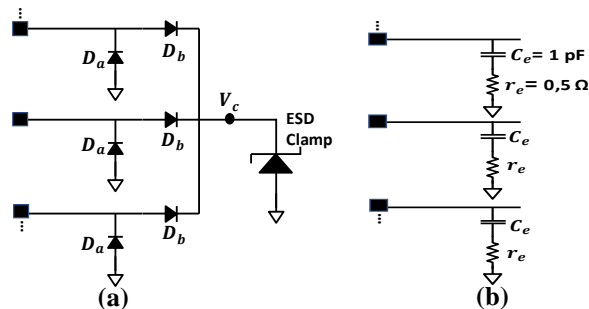 D_a
D_b
D_a
D_b
D_a
D_b
V_c
ESD
Clamp
(a)
C_e = 1 pF
r_e = 0,5 Ω
C_e
r_e
C_e
r_e
(b)